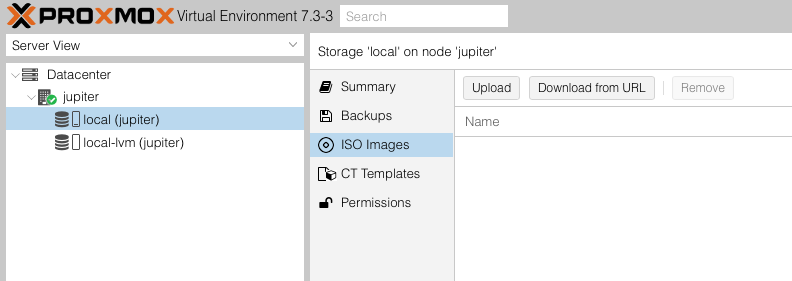 PROXMOX Virtual Environment 7.3-3 Search
Server View
Storage 'local' on node 'jupiter'
Datacenter
jupiter
local (jupiter)
local-lvm (jupiter)
Summary
Backups
ISO Images
CT Templates
Permissions
Upload Download from URL Remove
Name